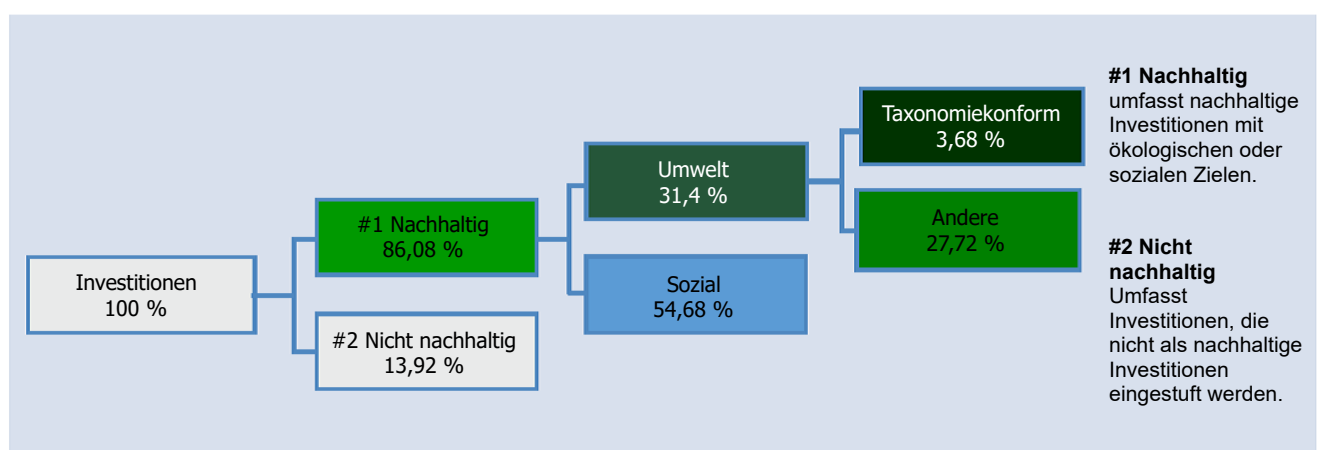 Investitionen
100 %
#1 Nachhaltig
86,08 %
#2 Nicht nachhaltig
13,92 %
Umwelt
31,4 %
Sozial
54,68 %
Taxonomiekonform
3,68 %
Andere
27,72 %
#1 Nachhaltig
umfasst nachhaltige
Investitionen mit
ökologischen oder
sozialen Zielen.
#2 Nicht
nachhaltig
Umfasst
Investitionen, die
nicht als nachhaltige
Investitionen
eingestuft werden.